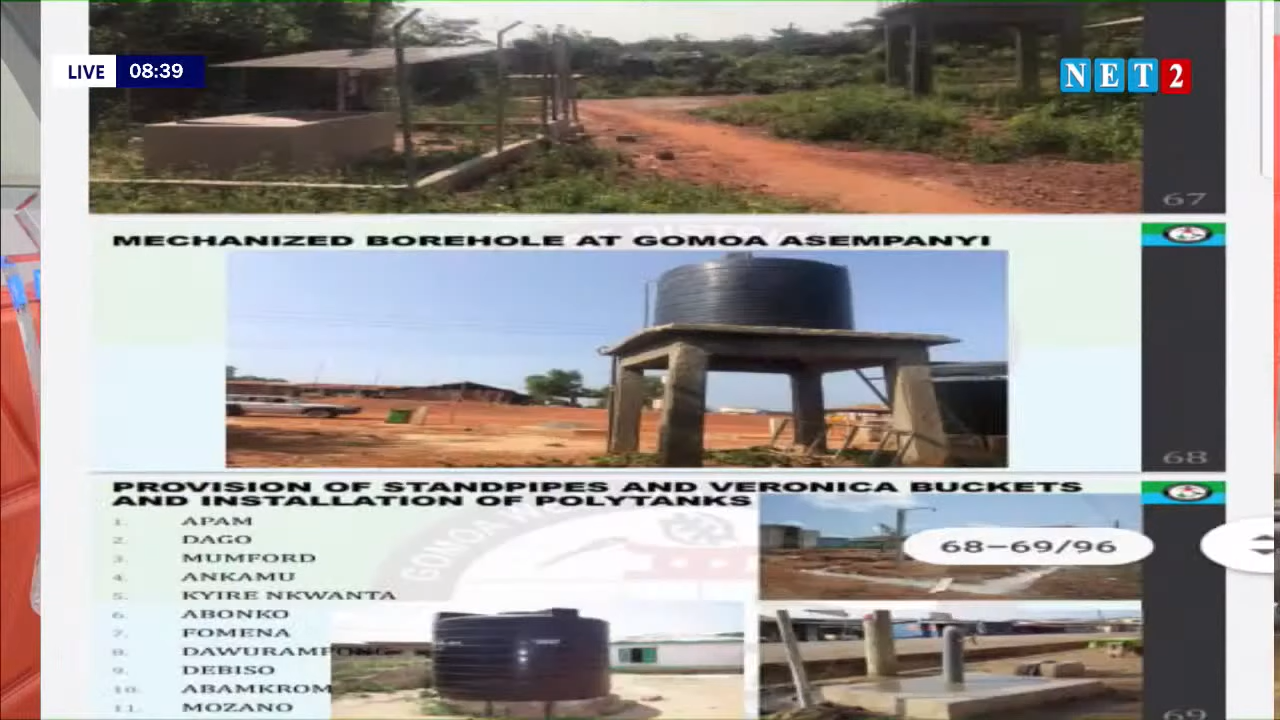 LIVE 08:39
NET2
67
MECHANIZED BOREHOLE AT GOMOA ASEMPANYI
68
PROVISION OF STANDPIPES AND VERONICA BUCKETS
AND INSTALLATION OF POLYTANKS
1. APAM
2. DAGO
3. MUMFORD
4. ANKAMU
5. KYIRE NKWANTA
6. ABONKO
7. FOMENA
8. DAWURAMPONG
9. DEBISO
10. ABAMKROM
11. MOZANO
68–69/96
69
GOMOA